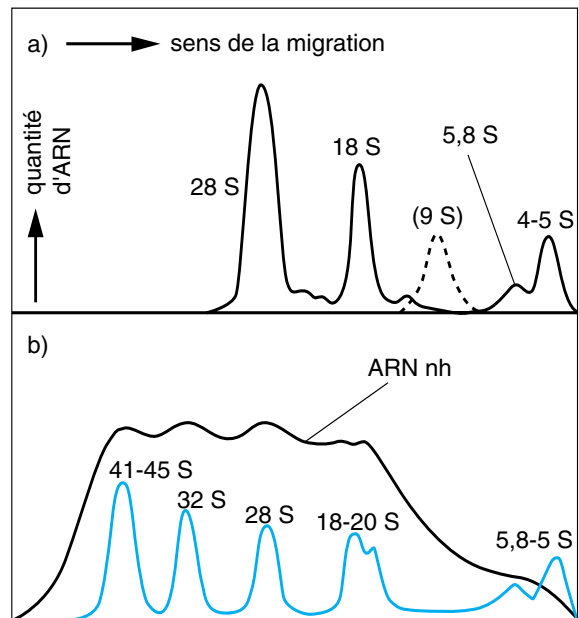 a) sens de la migration
quantité
d'ARN
28 S
18 S
5,8 S
(9 S)
4-5 S
b)
ARN nh
41-45 S
32 S
28 S
18-20 S
5,8-5 S